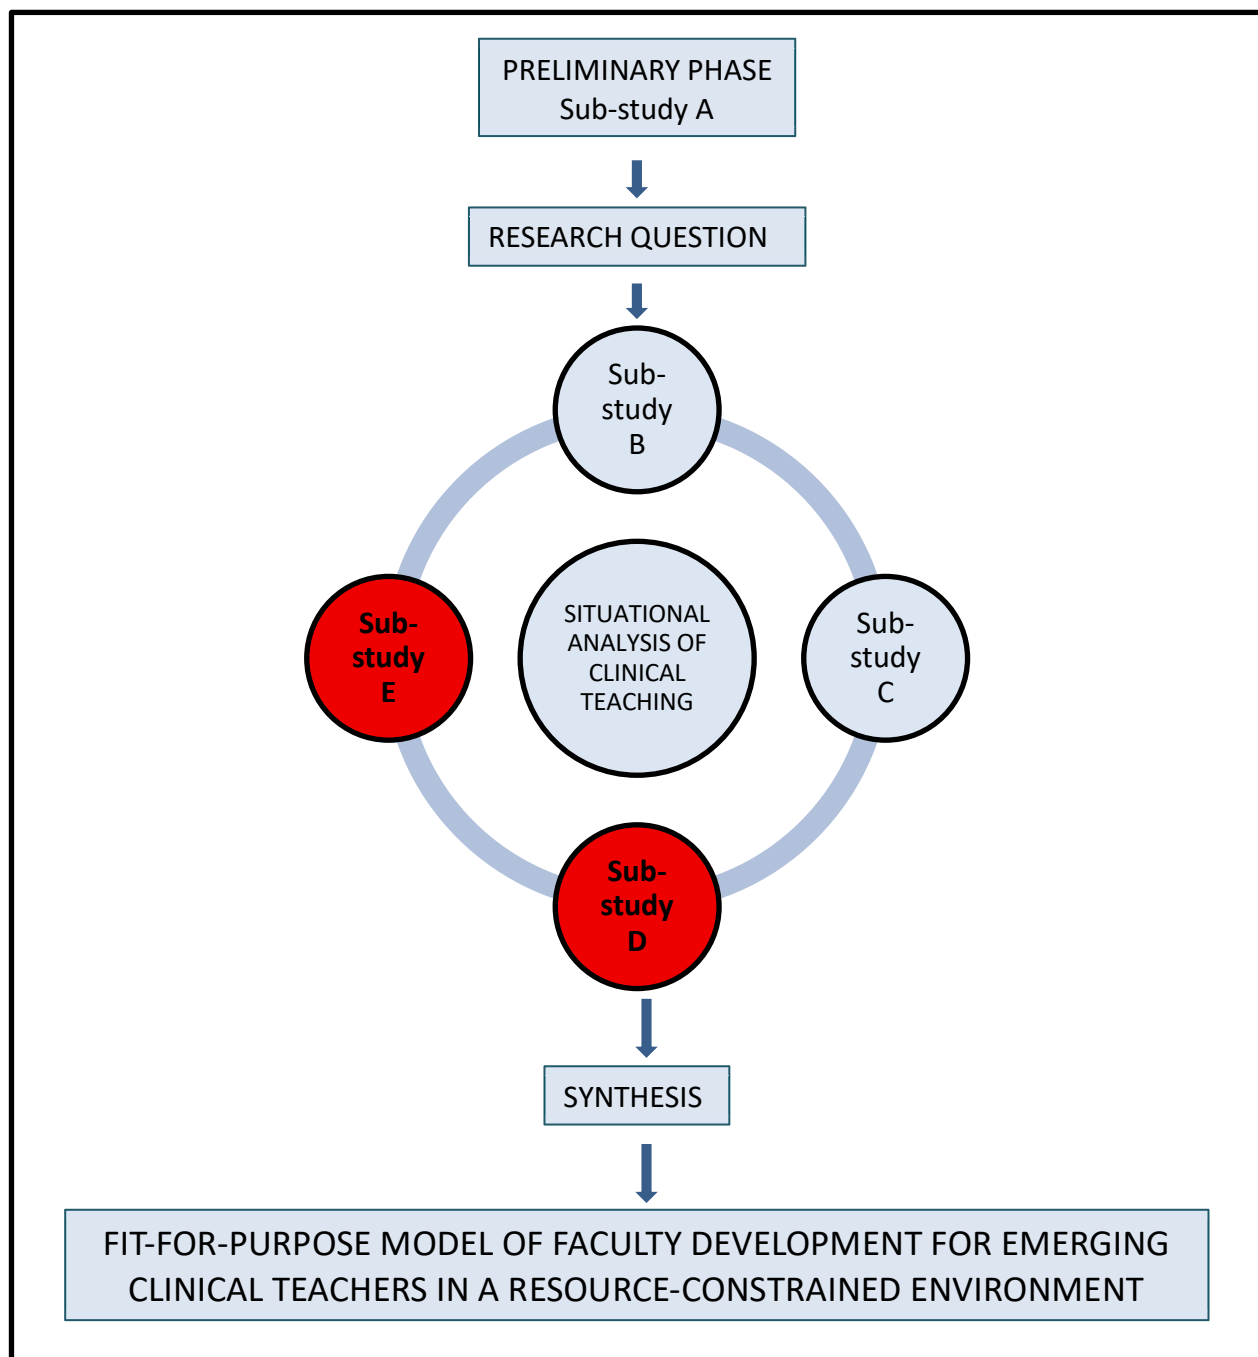 PRELIMINARY PHASE
Sub-study A
RESEARCH QUESTION
Sub-
study
B
Sub-
study
E
SITUATIONAL
ANALYSIS OF
CLINICAL
TEACHING
Sub-
study
C
Sub-
study
D
SYNTHESIS
FIT-FOR-PURPOSE MODEL OF FACULTY DEVELOPMENT FOR EMERGING
CLINICAL TEACHERS IN A RESOURCE-CONSTRAINED ENVIRONMENT